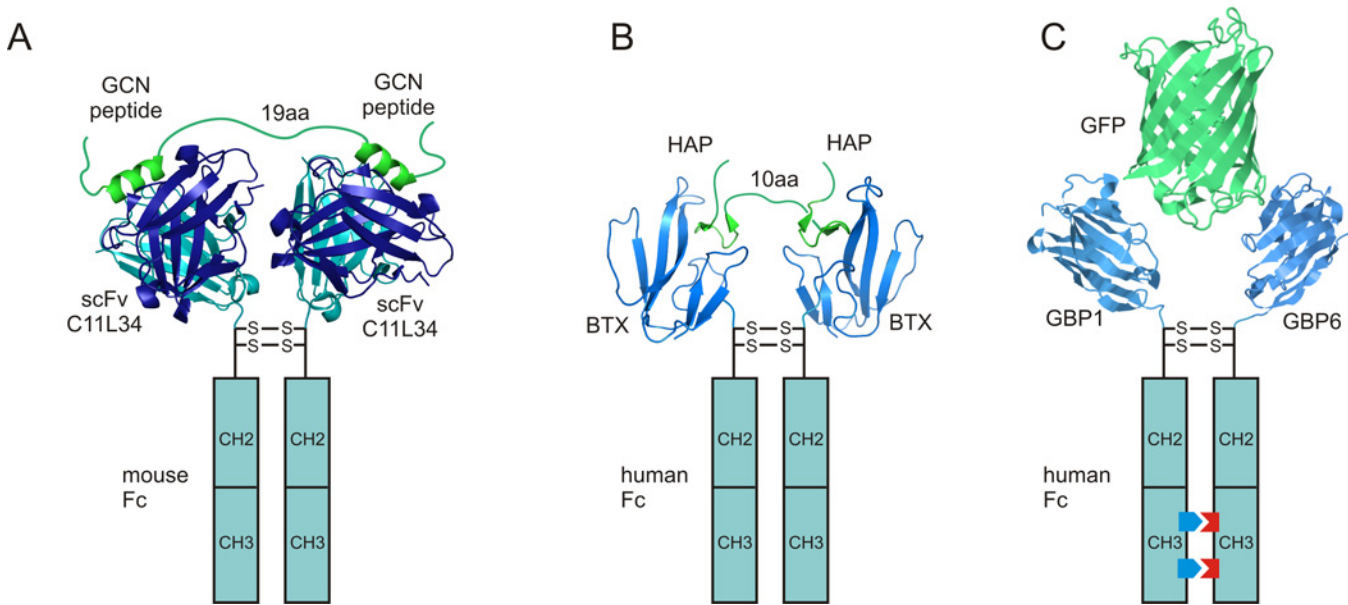 A
GCN
peptide
19aa
GCN
peptide
scFv
C11L34
scFv
C11L34
S S
S S
CH2
CH2
mouse
Fc
CH3
CH3
B
HAP
HAP
10aa
BTX
BTX
S S
S S
CH2
CH2
human
Fc
CH3
CH3
C
GFP
GBP1
GBP6
S S
S S
CH2
CH2
human
Fc
CH3
CH3